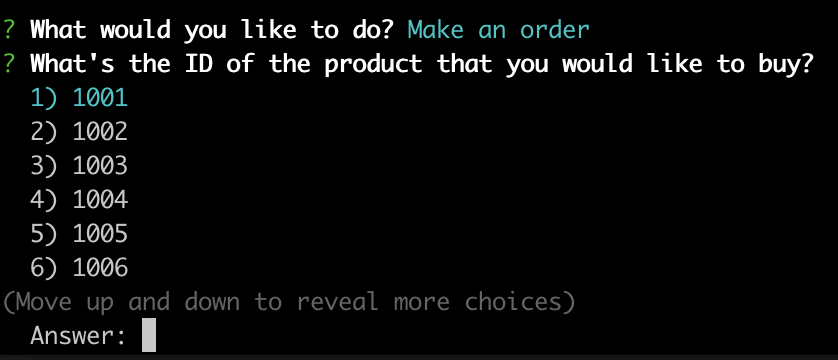 ? What would you like to do? Make an order
? What's the ID of the product that you would like to buy?
1) 1001
2) 1002
3) 1003
4) 1004
5) 1005
6) 1006
(Move up and down to reveal more choices)
Answer: